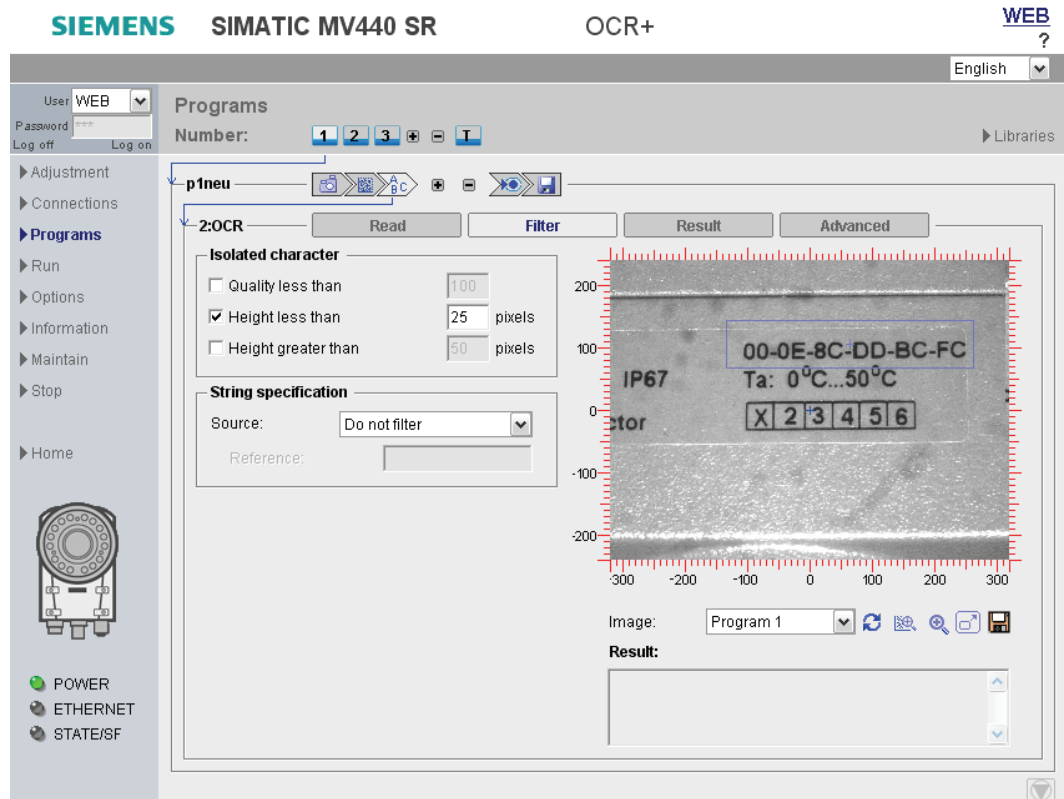 SIEMENS SIMATIC MV440 SR OCR+ WEB
?
English
User WEB
Password ***
Log off Log on
Programs
Number: 1 2 3 T
Libraries
Adjustment
Connections
Programs
Run
Options
Information
Maintain
Stop
Home
POWER
ETHERNET
STATE/SF
p1neu ABC
2:OCR Read Filter Result Advanced
Isolated character
Quality less than 100
Height less than 25 pixels
Height greater than 50 pixels
String specification
Source: Do not filter
Reference:
200
100
0
-100
-200
00-0E-8C-DD-BC-FC
IP67 Ta: 0°C...50°C
ctor X 2 3 4 5 6
-300 -200 -100 0 100 200 300
Image: Program 1
Result: